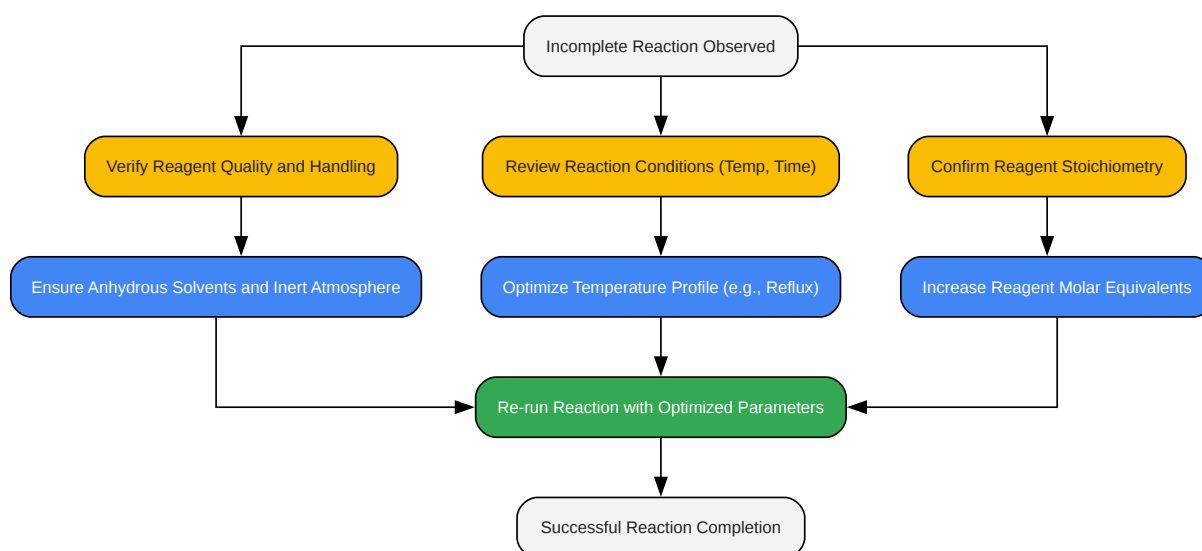 Incomplete Reaction Observed
Verify Reagent Quality and Handling
Review Reaction Conditions (Temp, Time)
Confirm Reagent Stoichiometry
Ensure Anhydrous Solvents and Inert Atmosphere
Optimize Temperature Profile (e.g., Reflux)
Increase Reagent Molar Equivalents
Re-run Reaction with Optimized Parameters
Successful Reaction Completion